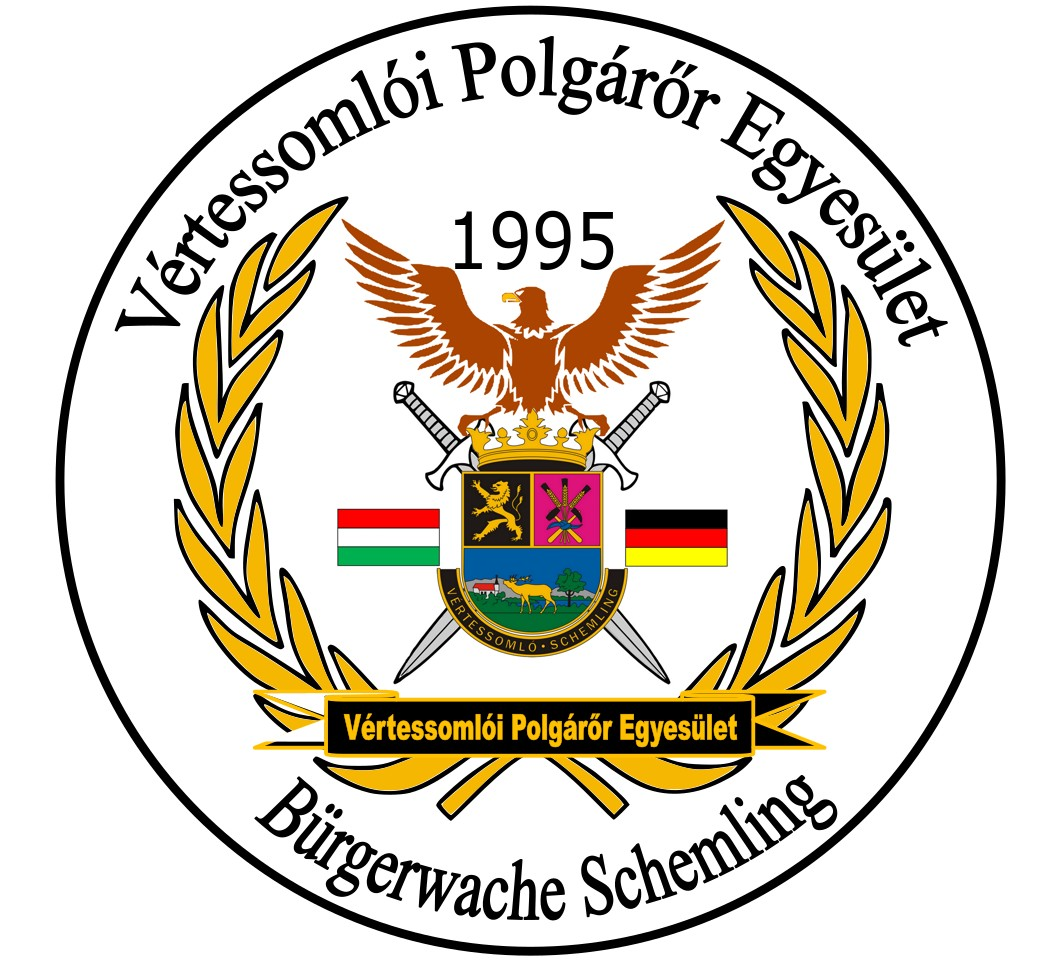 Vértessomlói Polgárőr Egyesület
1995
VÉRTESSOMLÓ • SCHEMLING
Vértessomlói Polgárőr Egyesület
Bürgerwache Schemling